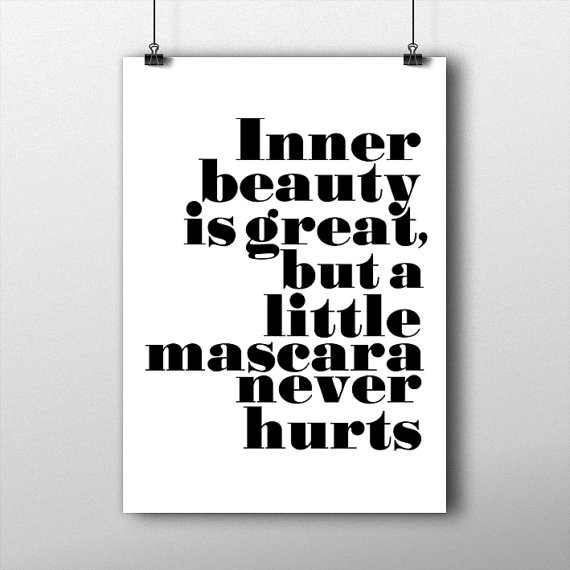 Inner
beauty
is great,
but a
little
mascara
never
hurts